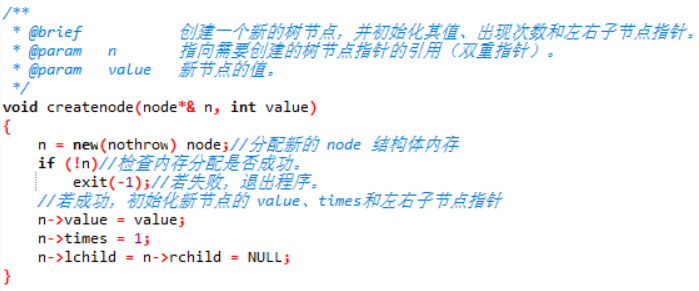 /**
 * @brief          创建一个新的树节点，并初始化其值、出现次数和左右子节点指针。
 * @param   n      指向需要创建的树节点指针的引用（双重指针）。
 * @param   value  新节点的值。
 */
void createnode(node*& n, int value)
{
    n = new(nothrow) node;//分配新的 node 结构体内存
    if (!n)//检查内存分配是否成功。
        exit(-1);//若失败，退出程序。
    //若成功，初始化新节点的 value、times和左右子节点指针
    n->value = value;
    n->times = 1;
    n->lchild = n->rchild = NULL;
}